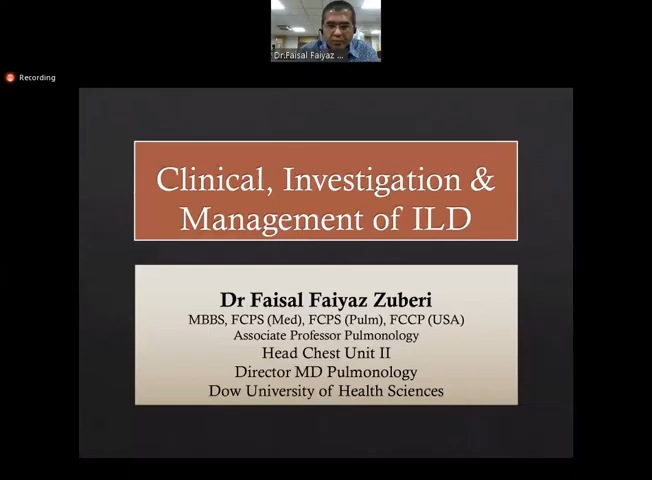 Dr.Faisal Faiyaz ...
Recording
Clinical, Investigation &
Management of ILD
Dr Faisal Faiyaz Zuberi
MBBS, FCPS (Med), FCPS (Pulm), FCCP (USA)
Associate Professor Pulmonology
Head Chest Unit II
Director MD Pulmonology
Dow University of Health Sciences